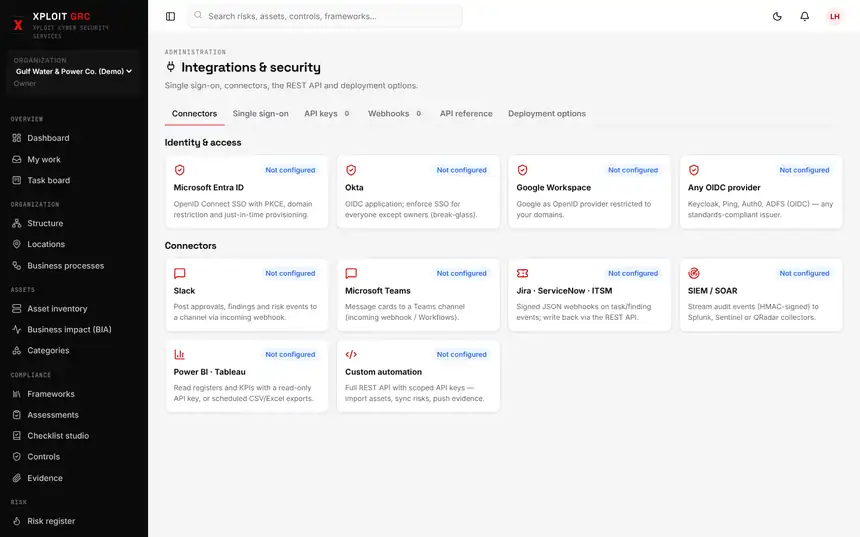 XPLOIT GRC
XPLOIT CYBER SECURITY
SERVICES
ORGANIZATION
Gulf Water & Power Co. (Demo)
Owner
OVERVIEW
Dashboard
My work
Task board
ORGANIZATION
Structure
Locations
Business processes
ASSETS
Asset inventory
Business impact (BIA)
Categories
COMPLIANCE
Frameworks
Assessments
Checklist studio
Controls
Evidence
RISK
Risk register
Search risks, assets, controls, frameworks...
LH
ADMINISTRATION
Integrations & security
Single sign-on, connectors, the REST API and deployment options.
Connectors
Single sign-on
API keys 0
Webhooks 0
API reference
Deployment options
Identity & access
Not configured
Microsoft Entra ID
OpenID Connect SSO with PKCE, domain
restriction and just-in-time provisioning.
Not configured
Okta
OIDC application; enforce SSO for
everyone except owners (break-glass).
Not configured
Google Workspace
Google as OpenID provider restricted to
your domains.
Not configured
Any OIDC provider
Keycloak, Ping, Auth0, ADFS (OIDC) — any
standards-compliant issuer.
Connectors
Not configured
Slack
Post approvals, findings and risk events to
a channel via incoming webhook.
Not configured
Microsoft Teams
Message cards to a Teams channel
(incoming webhook / Workflows).
Not configured
Jira · ServiceNow · ITSM
Signed JSON webhooks on task/finding
events; write back via the REST API.
Not configured
SIEM / SOAR
Stream audit events (HMAC-signed) to
Splunk, Sentinel or QRadar collectors.
Not configured
Power BI · Tableau
Read registers and KPIs with a read-only
API key, or scheduled CSV/Excel exports.
Not configured
Custom automation
Full REST API with scoped API keys —
import assets, sync risks, push evidence.